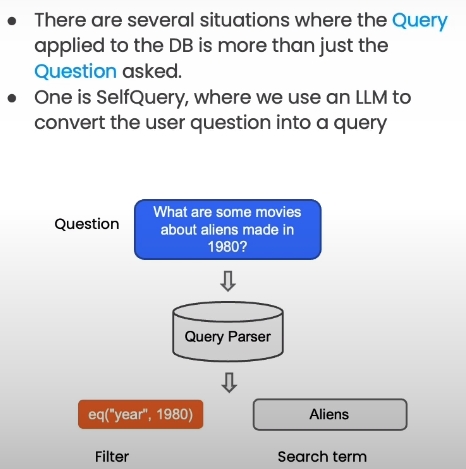 • There are several situations where the Query
applied to the DB is more than just the
Question asked.
• One is SelfQuery, where we use an LLM to
convert the user question into a query
Question
What are some movies
about aliens made in
1980?
Query Parser
eq("year", 1980)
Aliens
Filter
Search term